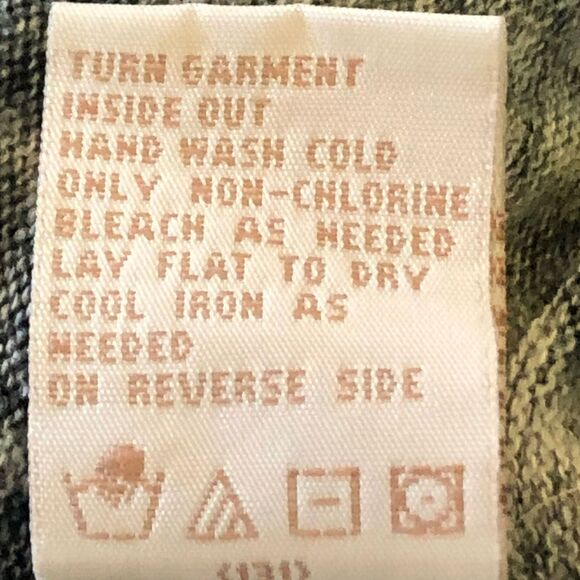 TURN GARMENT
INSIDE OUT
HAND WASH COLD
ONLY NON-CHLORINE
BLEACH AS NEEDED
LAY FLAT TO DRY
COOL IRON AS
NEEDED
ON REVERSE SIDE